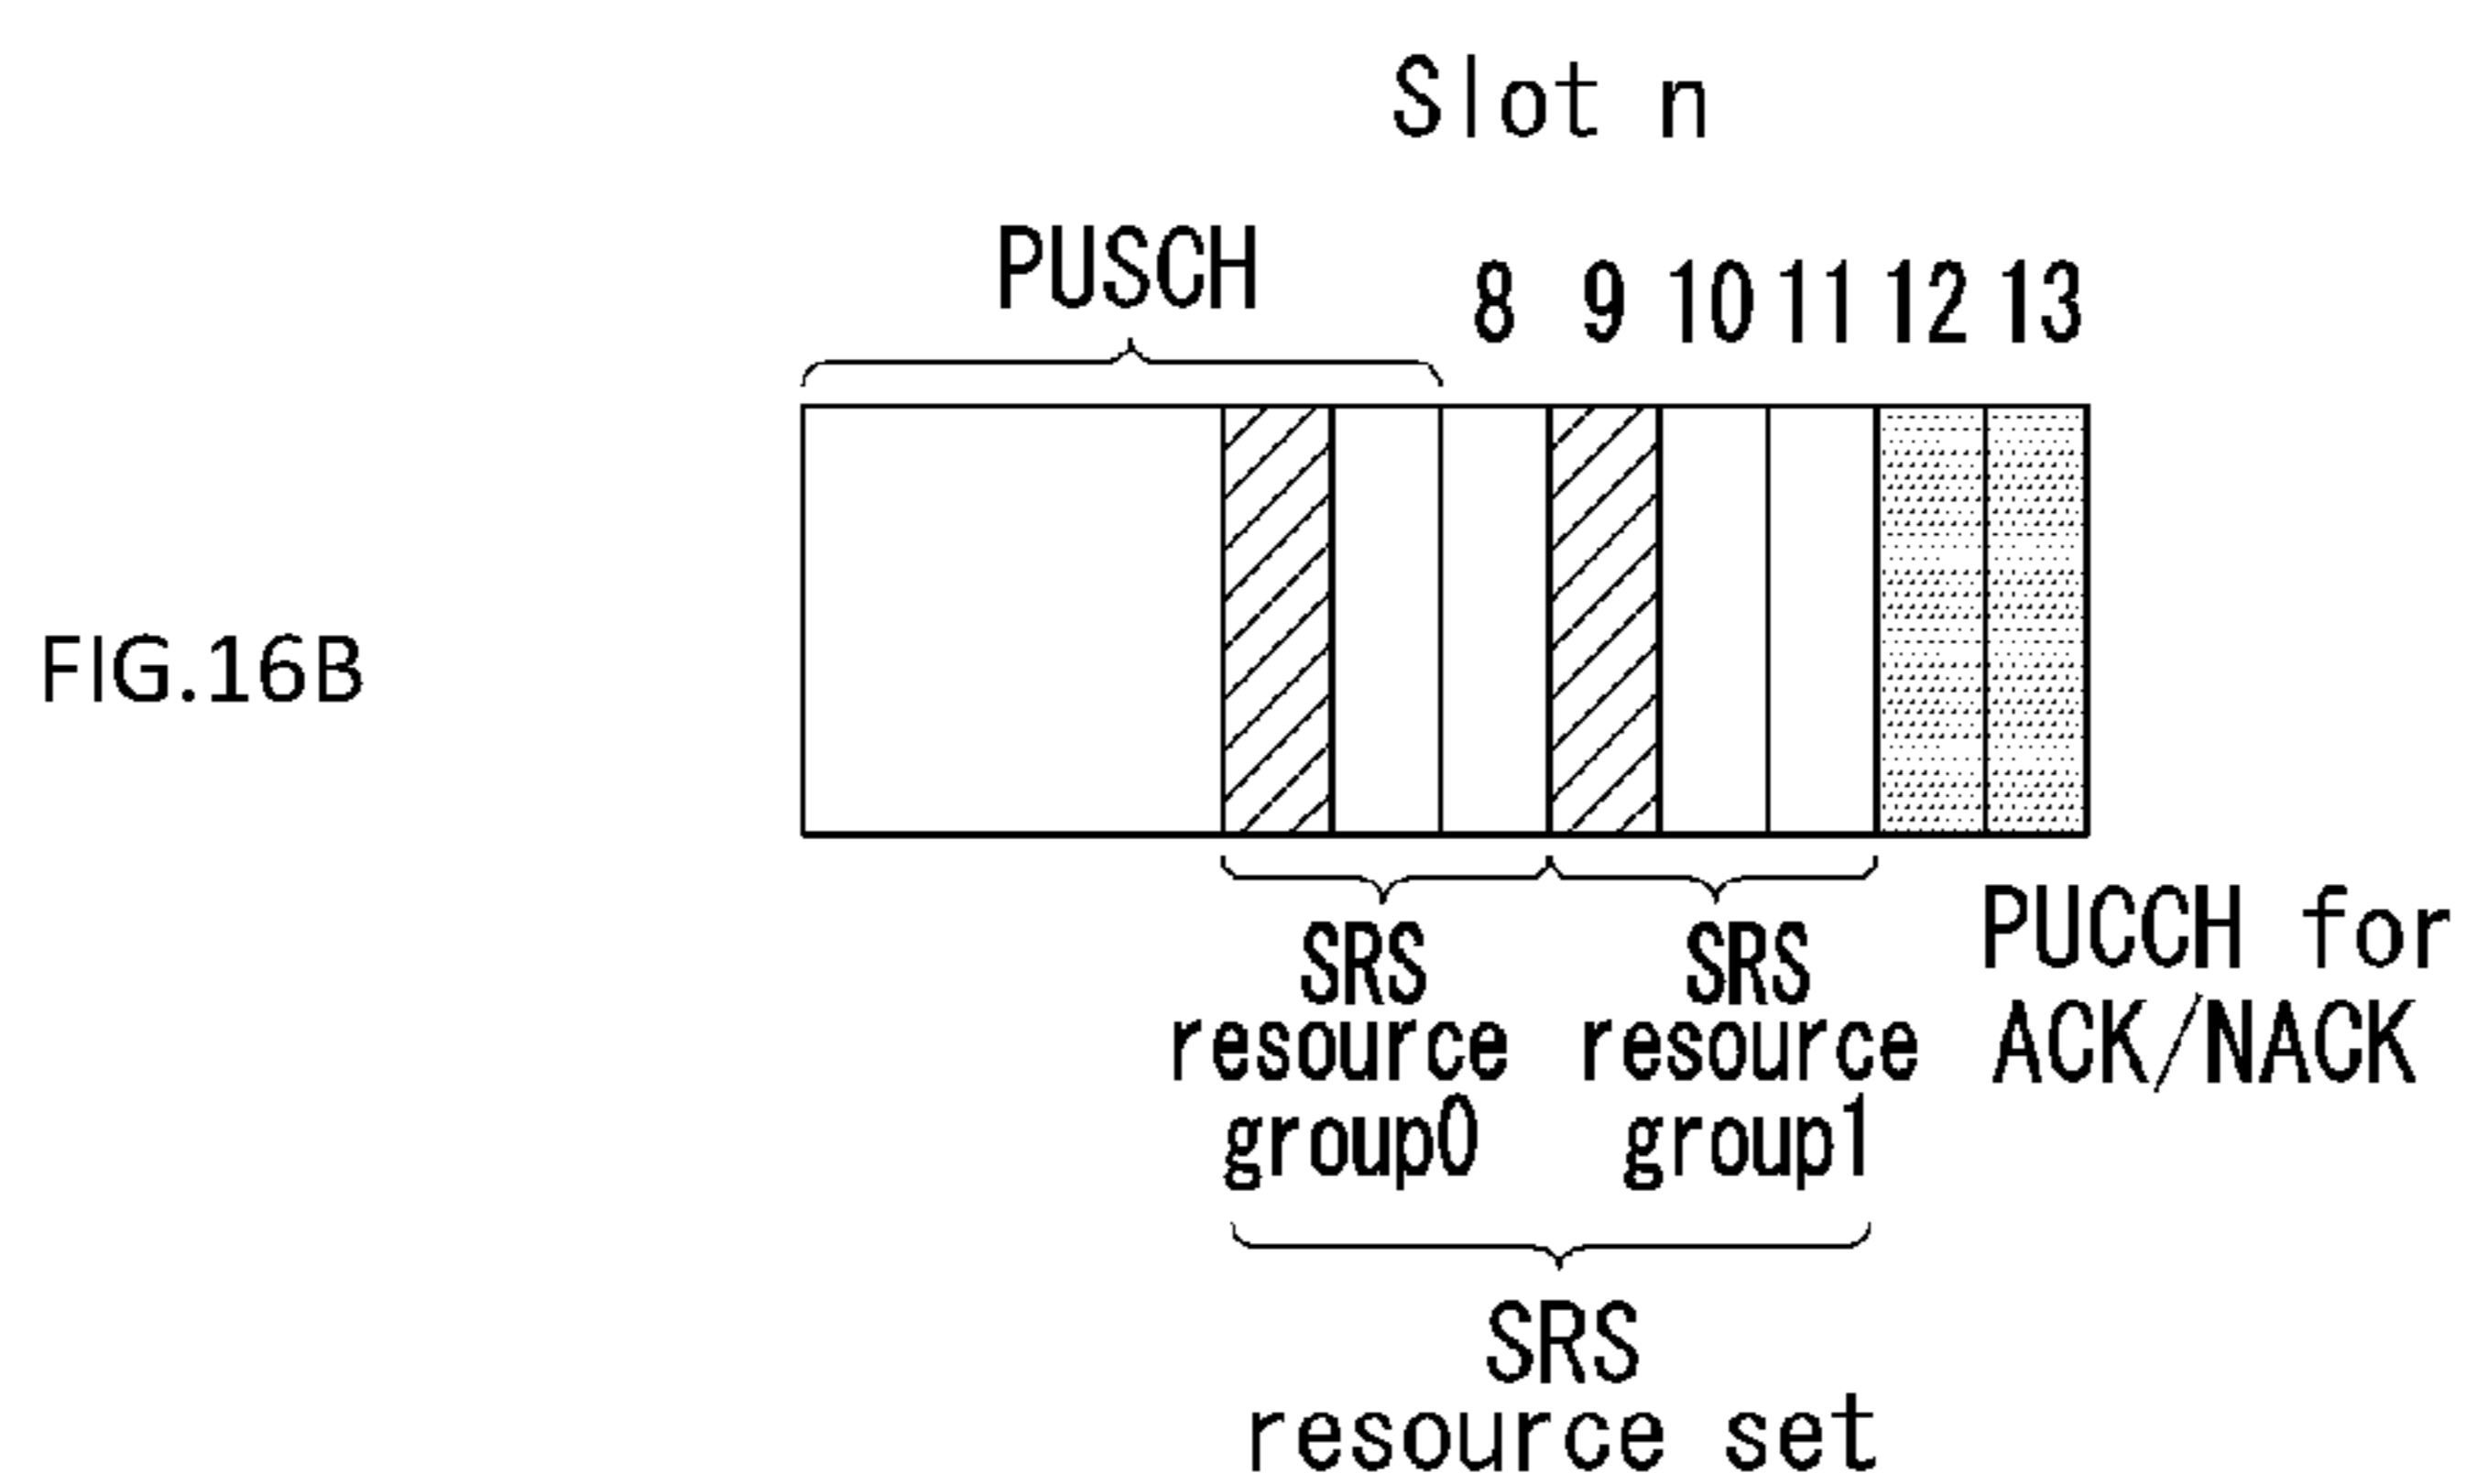 Slot n
PUSCH
8 9 10 11 12 13
FIG.16B
SRS
resource
group0
SRS
resource
group1
PUCCH for
ACK/NACK
SRS
resource set